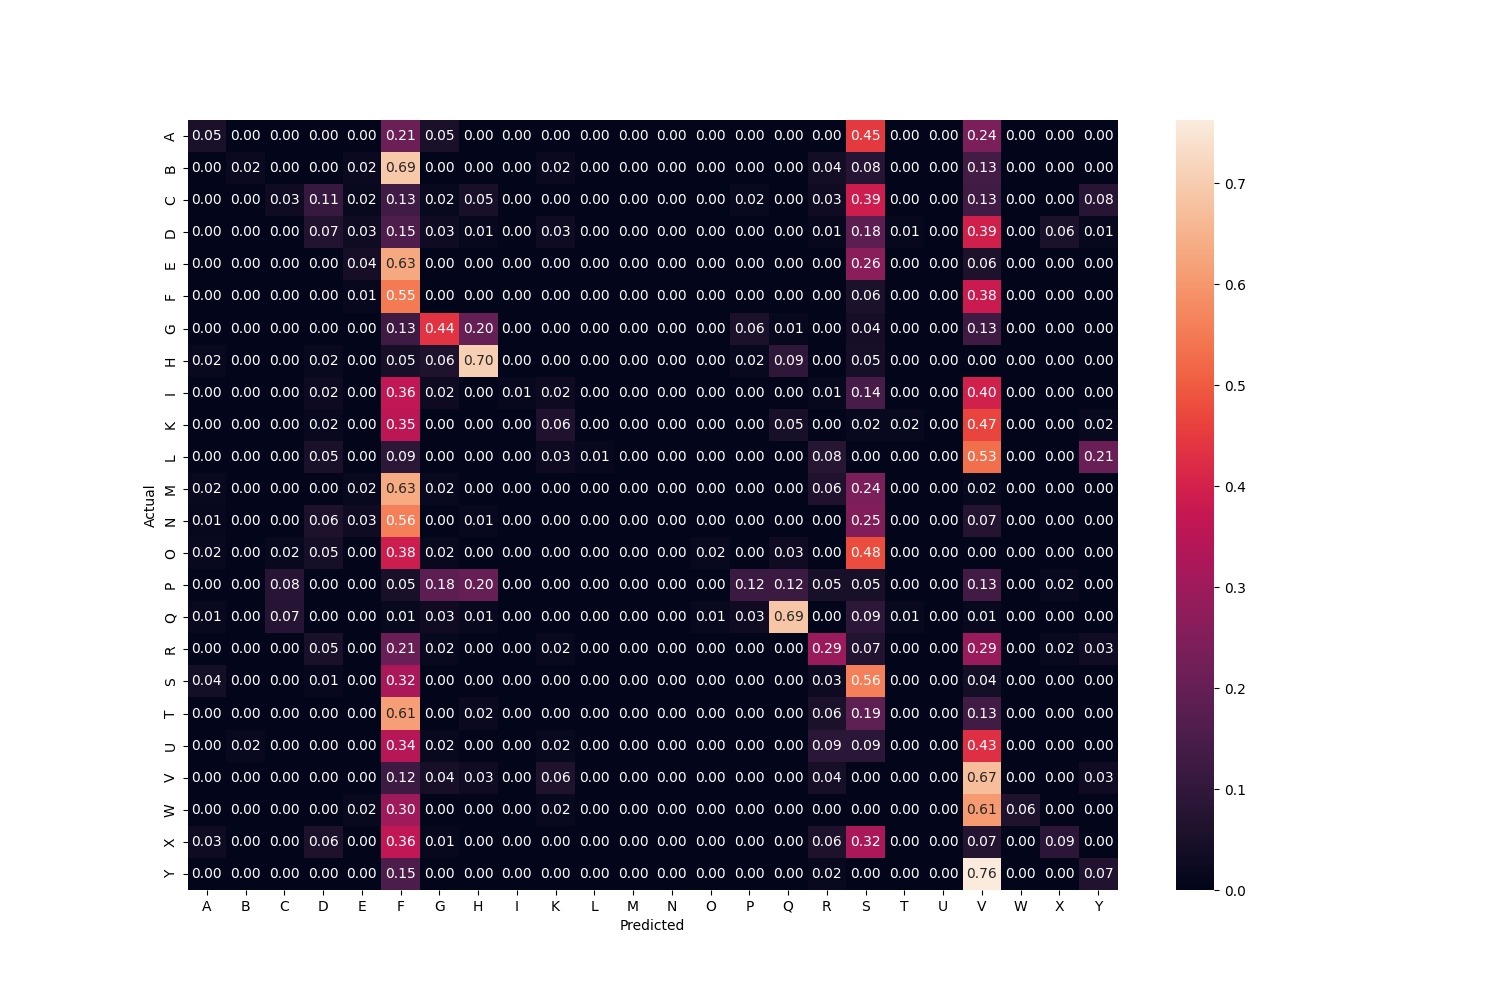 A 0.05 0.00 0.00 0.00 0.00 0.21 0.05 0.00 0.00 0.00 0.00 0.00 0.00 0.00 0.00 0.00 0.00 0.45 0.00 0.00 0.24 0.00 0.00 0.00
B 0.00 0.02 0.00 0.00 0.02 0.69 0.00 0.00 0.00 0.02 0.00 0.00 0.00 0.00 0.00 0.00 0.04 0.08 0.00 0.00 0.13 0.00 0.00 0.00
C 0.00 0.00 0.03 0.11 0.02 0.13 0.02 0.05 0.00 0.00 0.00 0.00 0.00 0.00 0.02 0.00 0.03 0.39 0.00 0.00 0.13 0.00 0.00 0.08
D 0.00 0.00 0.00 0.07 0.03 0.15 0.03 0.01 0.00 0.03 0.00 0.00 0.00 0.00 0.00 0.00 0.01 0.18 0.01 0.00 0.39 0.00 0.06 0.01
E 0.00 0.00 0.00 0.00 0.04 0.63 0.00 0.00 0.00 0.00 0.00 0.00 0.00 0.00 0.00 0.00 0.00 0.26 0.00 0.00 0.06 0.00 0.00 0.00
F 0.00 0.00 0.00 0.00 0.01 0.55 0.00 0.00 0.00 0.00 0.00 0.00 0.00 0.00 0.00 0.00 0.00 0.06 0.00 0.00 0.38 0.00 0.00 0.00
G 0.00 0.00 0.00 0.00 0.00 0.13 0.44 0.20 0.00 0.00 0.00 0.00 0.00 0.00 0.06 0.01 0.00 0.04 0.00 0.00 0.13 0.00 0.00 0.00
H 0.02 0.00 0.00 0.02 0.00 0.05 0.06 0.70 0.00 0.00 0.00 0.00 0.00 0.00 0.02 0.09 0.00 0.05 0.00 0.00 0.00 0.00 0.00 0.00
I 0.00 0.00 0.00 0.02 0.00 0.36 0.02 0.00 0.01 0.02 0.00 0.00 0.00 0.00 0.00 0.00 0.01 0.14 0.00 0.00 0.40 0.00 0.00 0.00
K 0.00 0.00 0.00 0.02 0.00 0.35 0.00 0.00 0.00 0.06 0.00 0.00 0.00 0.00 0.00 0.05 0.00 0.02 0.02 0.00 0.47 0.00 0.00 0.02
L 0.00 0.00 0.00 0.05 0.00 0.09 0.00 0.00 0.00 0.03 0.01 0.00 0.00 0.00 0.00 0.00 0.08 0.00 0.00 0.00 0.53 0.00 0.00 0.21
M 0.02 0.00 0.00 0.00 0.02 0.63 0.02 0.00 0.00 0.00 0.00 0.00 0.00 0.00 0.00 0.00 0.06 0.24 0.00 0.00 0.02 0.00 0.00 0.00
N 0.01 0.00 0.00 0.06 0.03 0.56 0.00 0.01 0.00 0.00 0.00 0.00 0.00 0.00 0.00 0.00 0.00 0.25 0.00 0.00 0.07 0.00 0.00 0.00
O 0.02 0.00 0.02 0.05 0.00 0.38 0.02 0.00 0.00 0.00 0.00 0.00 0.00 0.02 0.00 0.03 0.00 0.48 0.00 0.00 0.00 0.00 0.00 0.00
P 0.00 0.00 0.08 0.00 0.00 0.05 0.18 0.20 0.00 0.00 0.00 0.00 0.00 0.00 0.12 0.12 0.05 0.05 0.00 0.00 0.13 0.00 0.02 0.00
Q 0.01 0.00 0.07 0.00 0.00 0.01 0.03 0.01 0.00 0.00 0.00 0.00 0.00 0.01 0.03 0.69 0.00 0.09 0.01 0.00 0.01 0.00 0.00 0.00
R 0.00 0.00 0.00 0.05 0.00 0.21 0.02 0.00 0.00 0.02 0.00 0.00 0.00 0.00 0.00 0.00 0.29 0.07 0.00 0.00 0.29 0.00 0.02 0.03
S 0.04 0.00 0.00 0.01 0.00 0.32 0.00 0.00 0.00 0.00 0.00 0.00 0.00 0.00 0.00 0.00 0.03 0.56 0.00 0.00 0.04 0.00 0.00 0.00
T 0.00 0.00 0.00 0.00 0.00 0.61 0.00 0.02 0.00 0.00 0.00 0.00 0.00 0.00 0.00 0.00 0.06 0.19 0.00 0.00 0.13 0.00 0.00 0.00
U 0.00 0.02 0.00 0.00 0.00 0.34 0.02 0.00 0.00 0.02 0.00 0.00 0.00 0.00 0.00 0.00 0.09 0.09 0.00 0.00 0.43 0.00 0.00 0.00
V 0.00 0.00 0.00 0.00 0.00 0.12 0.04 0.03 0.00 0.06 0.00 0.00 0.00 0.00 0.00 0.00 0.04 0.00 0.00 0.00 0.67 0.00 0.00 0.03
W 0.00 0.00 0.00 0.00 0.02 0.30 0.00 0.00 0.00 0.02 0.00 0.00 0.00 0.00 0.00 0.00 0.00 0.00 0.00 0.00 0.61 0.06 0.00 0.00
X 0.03 0.00 0.00 0.06 0.00 0.36 0.01 0.00 0.00 0.00 0.00 0.00 0.00 0.00 0.00 0.00 0.06 0.32 0.00 0.00 0.07 0.00 0.09 0.00
Y 0.00 0.00 0.00 0.00 0.00 0.15 0.00 0.00 0.00 0.00 0.00 0.00 0.00 0.00 0.00 0.00 0.02 0.00 0.00 0.00 0.76 0.00 0.00 0.07
A B C D E F G H I K L M N O P Q R S T U V W X Y
Predicted
Actual
0.7
0.6
0.5
0.4
0.3
0.2
0.1
0.0